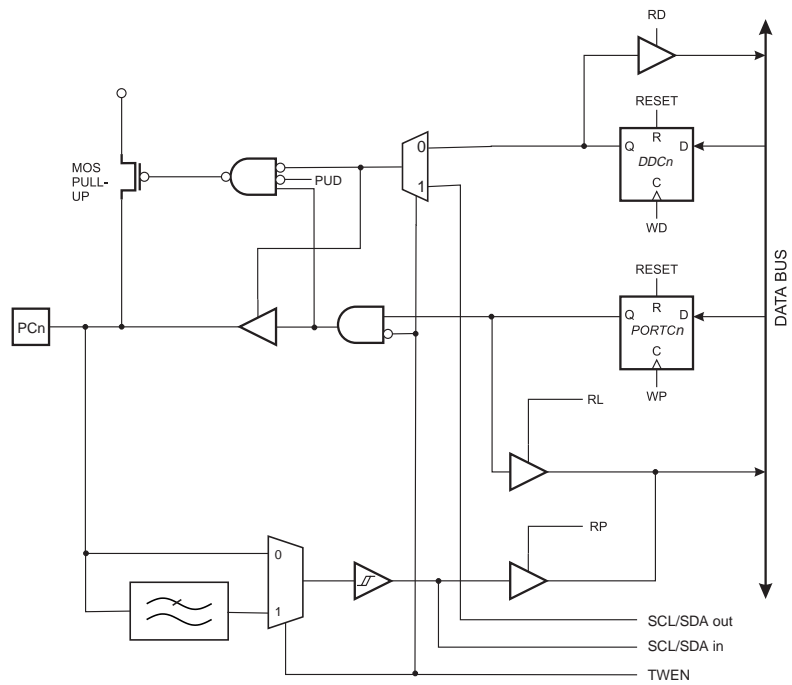 RD
RESET
R
Q
D
DDCn
C
WD
MOS
PULL-
UP
PUD
0
1
RESET
R
Q
D
PORTCn
C
WP
DATA BUS
PCn
RL
RP
0
1
SCL/SDA out
SCL/SDA in
TWEN